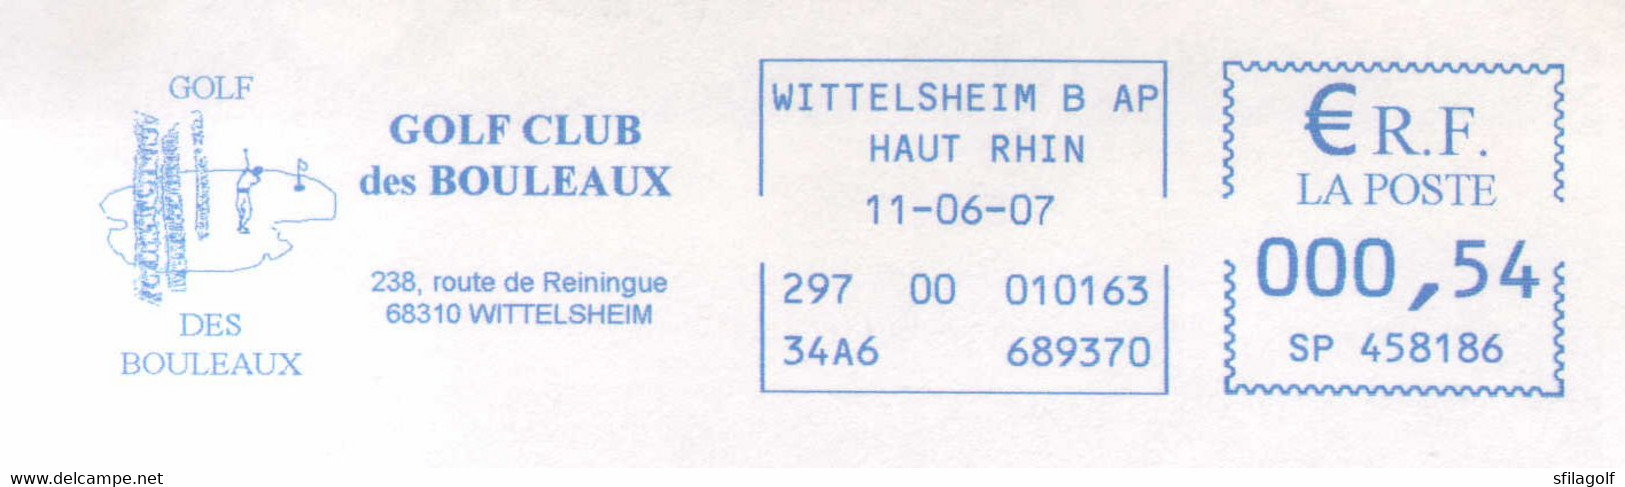 GOLF
DES
BOULEAUX
GOLF CLUB
des BOULEAUX
238, route de Reiningue
68310 WITTELSHEIM
WITTELSHEIM B AP
HAUT RHIN
11-06-07
297 00 010163
34A6 689370
€ R.F.
LA POSTE
000,54
SP 458186
www.delcampe.net
sfilagolf